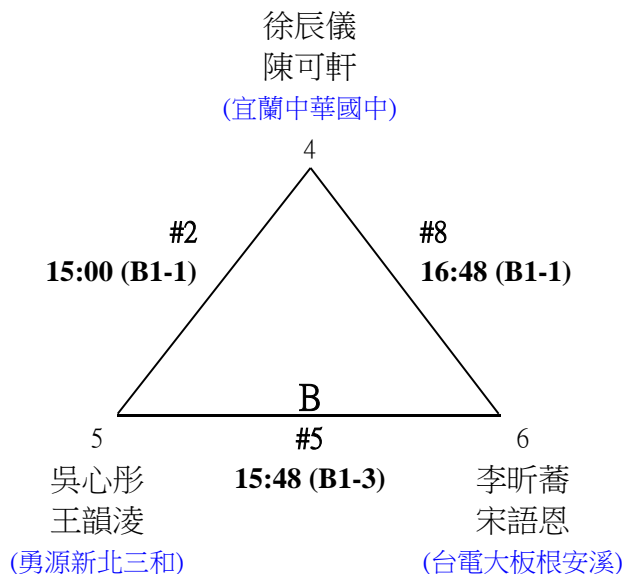 徐辰儀
陳可軒
(宜蘭中華國中)
4
#2
#8
15:00 (B1-1)
16:48 (B1-1)
B
5
#5
6
吳心彤
15:48 (B1-3)
李昕蕎
王韻淩
宋語恩
(勇源新北三和)
(台電大板根安溪)